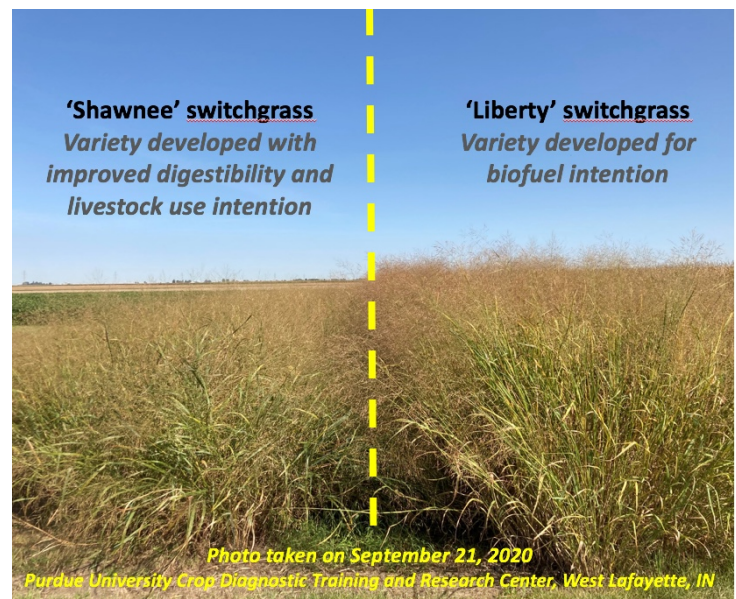 ‘Shawnee’ switchgrass
Variety developed with
improved digestibility and
livestock use intention
‘Liberty’ switchgrass
Variety developed for
biofuel intention
Photo taken on September 21, 2020
Purdue University Crop Diagnostic Training and Research Center, West Lafayette, IN